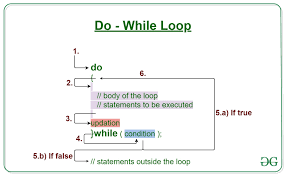 Do - While Loop
1.
do
6.
2.
{
// body of the loop
// statements to be executed
5.a) If true
3.
updation
4.
}while ( condition );
5.b) If false
// statements outside the loop